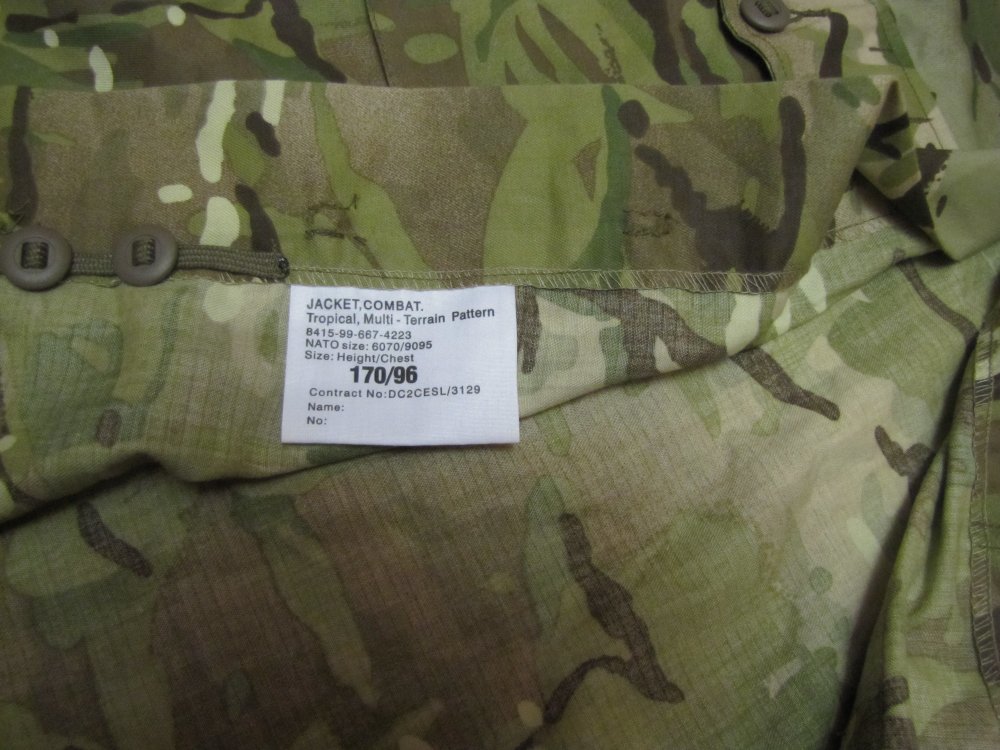 JACKET,COMBAT.
Tropical, Multi - Terrain Pattern
8415-99-667-4223
NATO size: 6070/9095
Size: Height/Chest
170/96
Contract No:DC2CESL/3129
Name:
No: